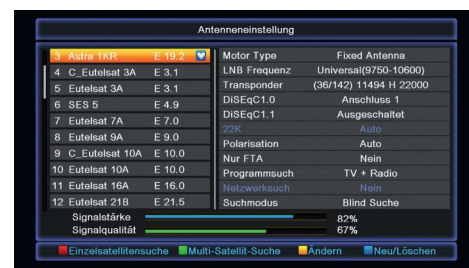 Antenneneinstellung
3 Astra 1KR E 19.2
4 C_Eutelsat 3A E 3.1
5 Eutelsat 3A E 3.1
6 SES 5 E 4.9
7 Eutelsat 7A E 7.0
8 Eutelsat 9A E 9.0
9 C_Eutelsat 10A E 10.0
10 Eutelsat 10A E 10.0
11 Eutelsat 16A E 16.0
12 Eutelsat 21B E 21.5
Motor Type Fixed Antenna
LNB Frequenz Universal(9750-10600)
Transponder (36/142) 11494 H 22000
DiSEqC1.0 Anschluss 1
DiSEqC1.1 Ausgeschaltet
22K Auto
Polarisation Auto
Nur FTA Nein
Programmsuch TV + Radio
Netzwerksuch Nein
Suchmodus Blind Suche
Signalstärke 82%
Signalqualität 67%
Einzelsatellitensuche Multi-Satellit-Suche Ändern Neu/Löschen